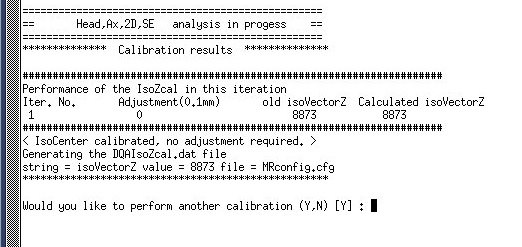 ==================================================
==      Head,Ax,2D,SE   analysis in progess    ==
==================================================
************** Calibration results **************
######################################################################
Performance of the IsoZcal in this iteration
Iter. No.      Adjustment(0.1mm)      old isoVectorZ   Calculated isoVectorZ
1                 0                         8873           8873
######################################################################
< IsoCenter calibrated, no adjustment required. >
Generating the DQAIsoZcal.dat file
string = isoVectorZ value = 8873 file = MRconfig.cfg
***************************************************
Would you like to perform another calibration (Y,N) [Y] :